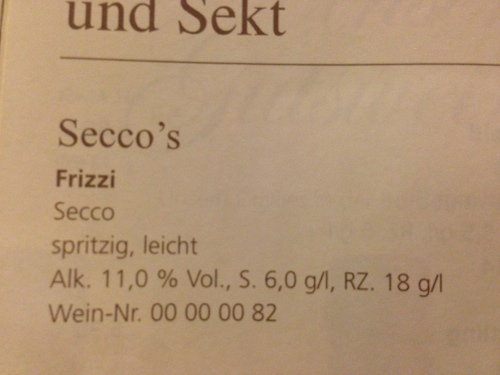 und Sekt
Secco's
Frizzi
Secco
spritzig, leicht
Alk. 11,0 % Vol., S. 6,0 g/l, RZ. 18 g/l
Wein-Nr. 00 00 00 82